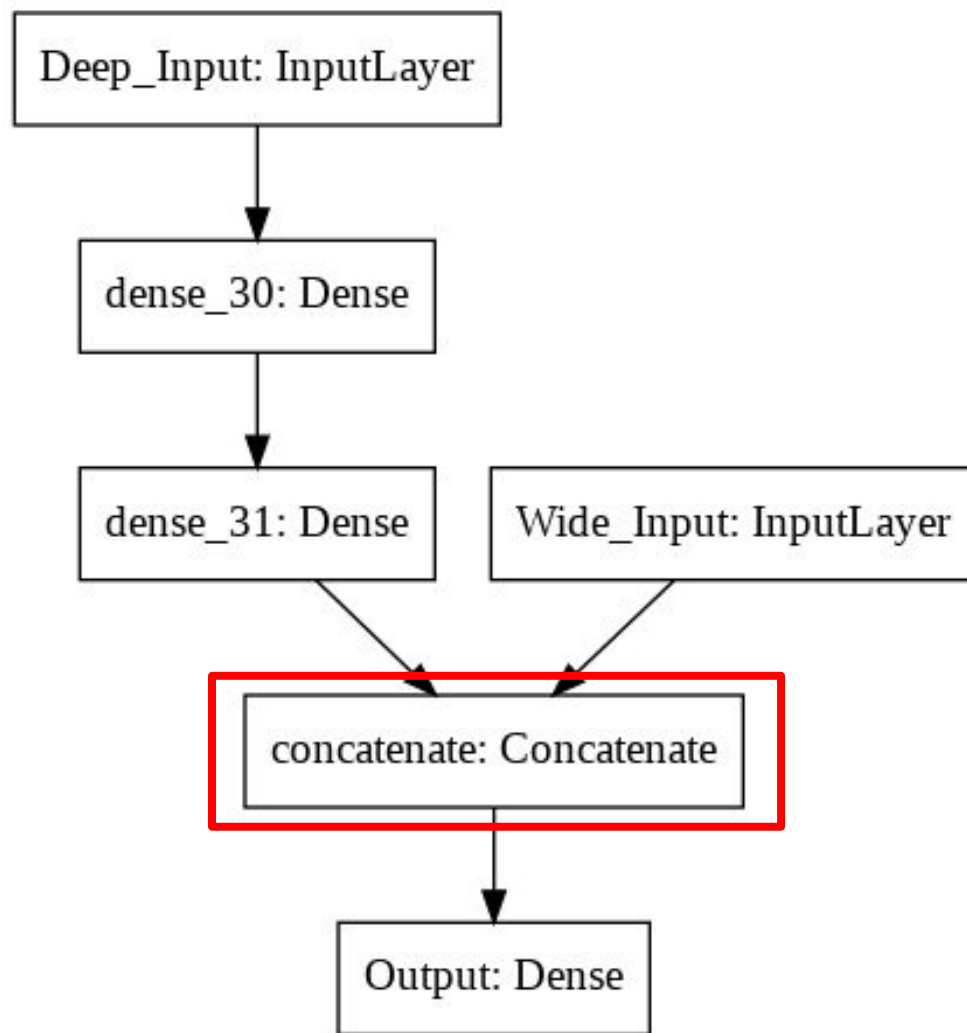 Deep_Input: InputLayer
dense_30: Dense
dense_31: Dense
Wide_Input: InputLayer
concatenate: Concatenate
Output: Dense